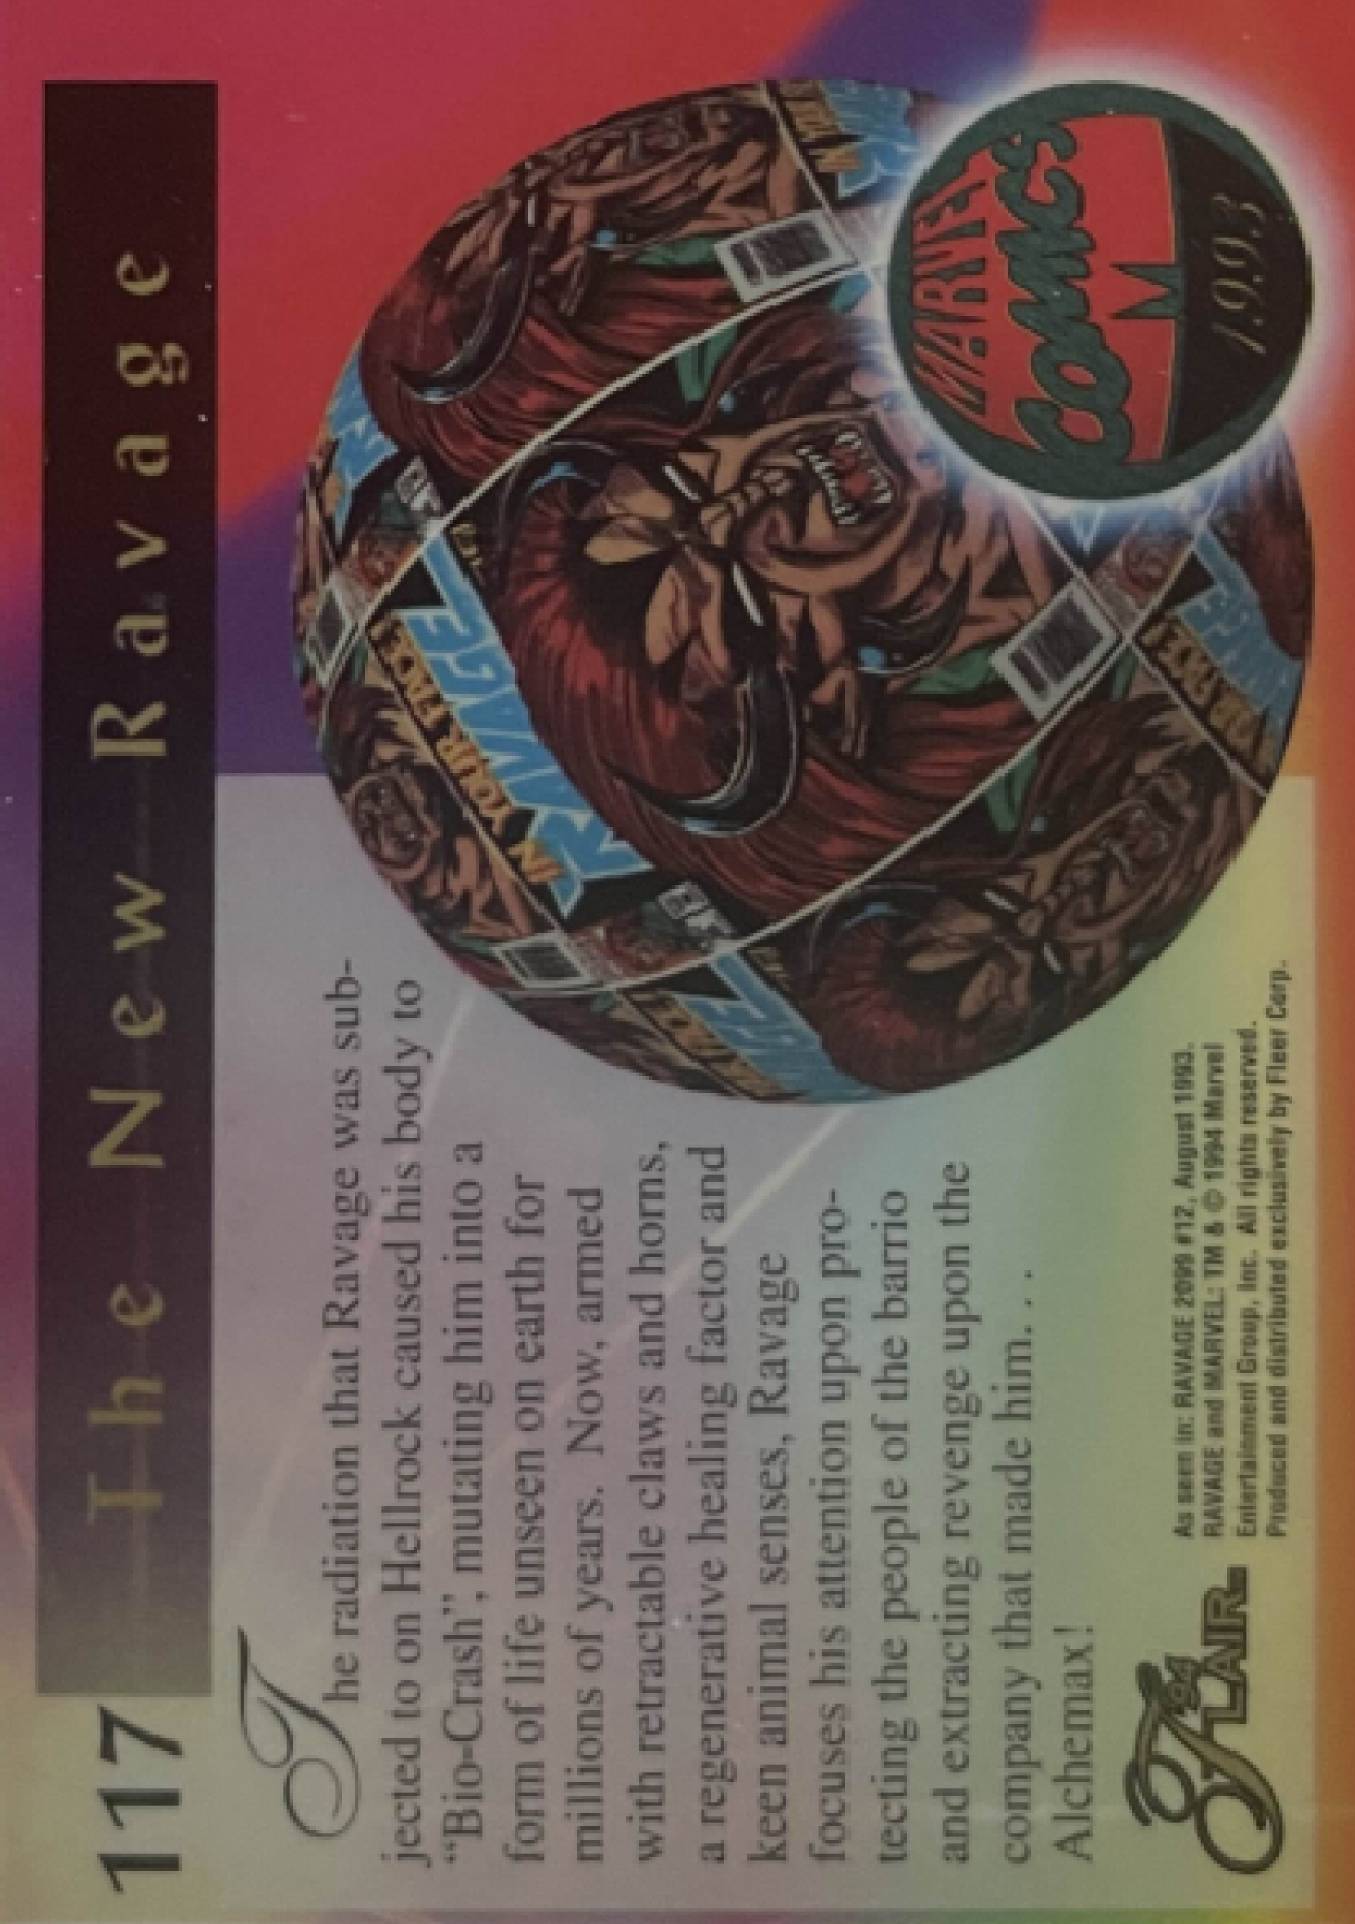 117
The New Ravage
The radiation that Ravage was sub-
jected to on Hellrock caused his body to
“Bio-Crash”, mutating him into a
form of life unseen on earth for
millions of years. Now, armed
with retractable claws and horns,
a regenerative healing factor and
keen animal senses, Ravage
focuses his attention upon pro-
tecting the people of the barrio
and extracting revenge upon the
company that made him. . .
Alchemax!
'94
FLAIR
As seen in: RAVAGE 2099 #12, August 1993.
RAVAGE and MARVEL: TM & © 1994 Marvel
Entertainment Group, Inc. All rights reserved.
Produced and distributed exclusively by Fleer Corp.
IN YOUR FACE!
RAVAGE
MARVEL
COMICS
M
1993